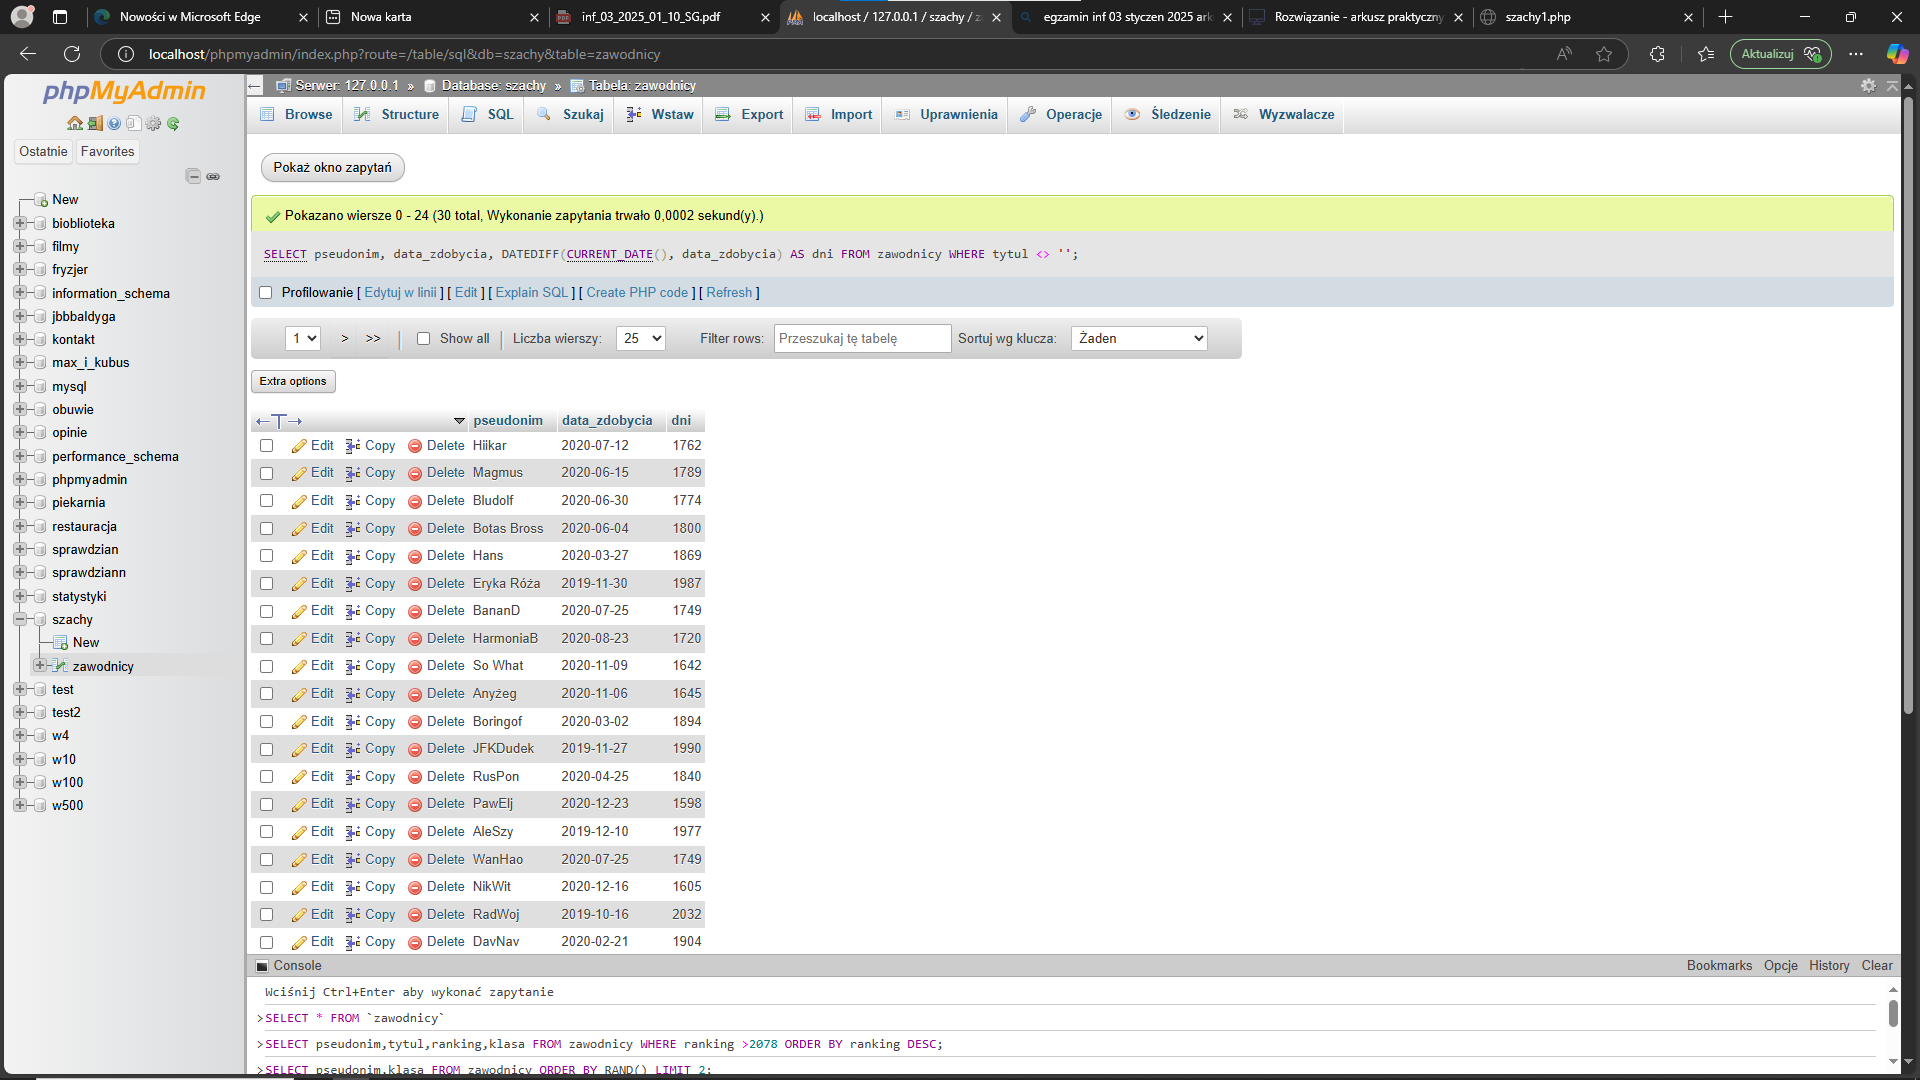 Nowości w Microsoft Edge
Nowa karta
inf_03_2025_01_10_SG.pdf
localhost / 127.0.0.1 / szachy / z
egzamin inf 03 styczen 2025 ark
Rozwiązanie - arkusz praktyczny
szachy1.php
localhost/phpmyadmin/index.php?route=/table/sql&db=szachy&table=zawodnicy
Aktualizuj
phpMyAdmin
Ostatnie Favorites
New
bioblioteka
filmy
fryzjer
information_schema
jbbbaldyga
kontakt
max_i_kubus
mysql
obuwie
opinie
performance_schema
phpmyadmin
piekarnia
restauracja
sprawdzian
sprawdziann
statystyki
szachy
New
zawodnicy
test
test2
w4
w10
w100
w500
Serwer: 127.0.0.1 » Database: szachy » Tabela: zawodnicy
Browse Structure SQL Szukaj Wstaw Export Import Uprawnienia Operacje Śledzenie Wyzwalacze
Pokaż okno zapytań
Pokazano wiersze 0 - 24 (30 total, Wykonanie zapytania trwało 0,0002 sekund(y).)
SELECT pseudonim, data_zdobycia, DATEDIFF(CURRENT_DATE(), data_zdobycia) AS dni FROM zawodnicy WHERE tytul <> '';
Profilowanie [ Edytuj w linii ] [ Edit ] [ Explain SQL ] [ Create PHP code ] [ Refresh ]
1 > >> Show all Liczba wierszy: 25 Filter rows: Przeszukaj tę tabelę Sortuj wg klucza: Żaden
Extra options
←T→ pseudonim data_zdobycia dni
Edit Copy Delete Hiikar 2020-07-12 1762
Edit Copy Delete Magmus 2020-06-15 1789
Edit Copy Delete Bludolf 2020-06-30 1774
Edit Copy Delete Botas Bross 2020-06-04 1800
Edit Copy Delete Hans 2020-03-27 1869
Edit Copy Delete Eryka Róża 2019-11-30 1987
Edit Copy Delete BananD 2020-07-25 1749
Edit Copy Delete HarmoniaB 2020-08-23 1720
Edit Copy Delete So What 2020-11-09 1642
Edit Copy Delete Anyżeg 2020-11-06 1645
Edit Copy Delete Boringof 2020-03-02 1894
Edit Copy Delete JFKDudek 2019-11-27 1990
Edit Copy Delete RusPon 2020-04-25 1840
Edit Copy Delete PawElj 2020-12-23 1598
Edit Copy Delete AleSzy 2019-12-10 1977
Edit Copy Delete WanHao 2020-07-25 1749
Edit Copy Delete NikWit 2020-12-16 1605
Edit Copy Delete RadWoj 2019-10-16 2032
Edit Copy Delete DavNav 2020-02-21 1904
Console Bookmarks Opcje History Clear
Wciśnij Ctrl+Enter aby wykonać zapytanie
>SELECT * FROM `zawodnicy`
>SELECT pseudonim,tytul,ranking,klasa FROM zawodnicy WHERE ranking >2078 ORDER BY ranking DESC;
>SELECT pseudonim,klasa FROM zawodnicy ORDER BY RAND() LIMIT 2;